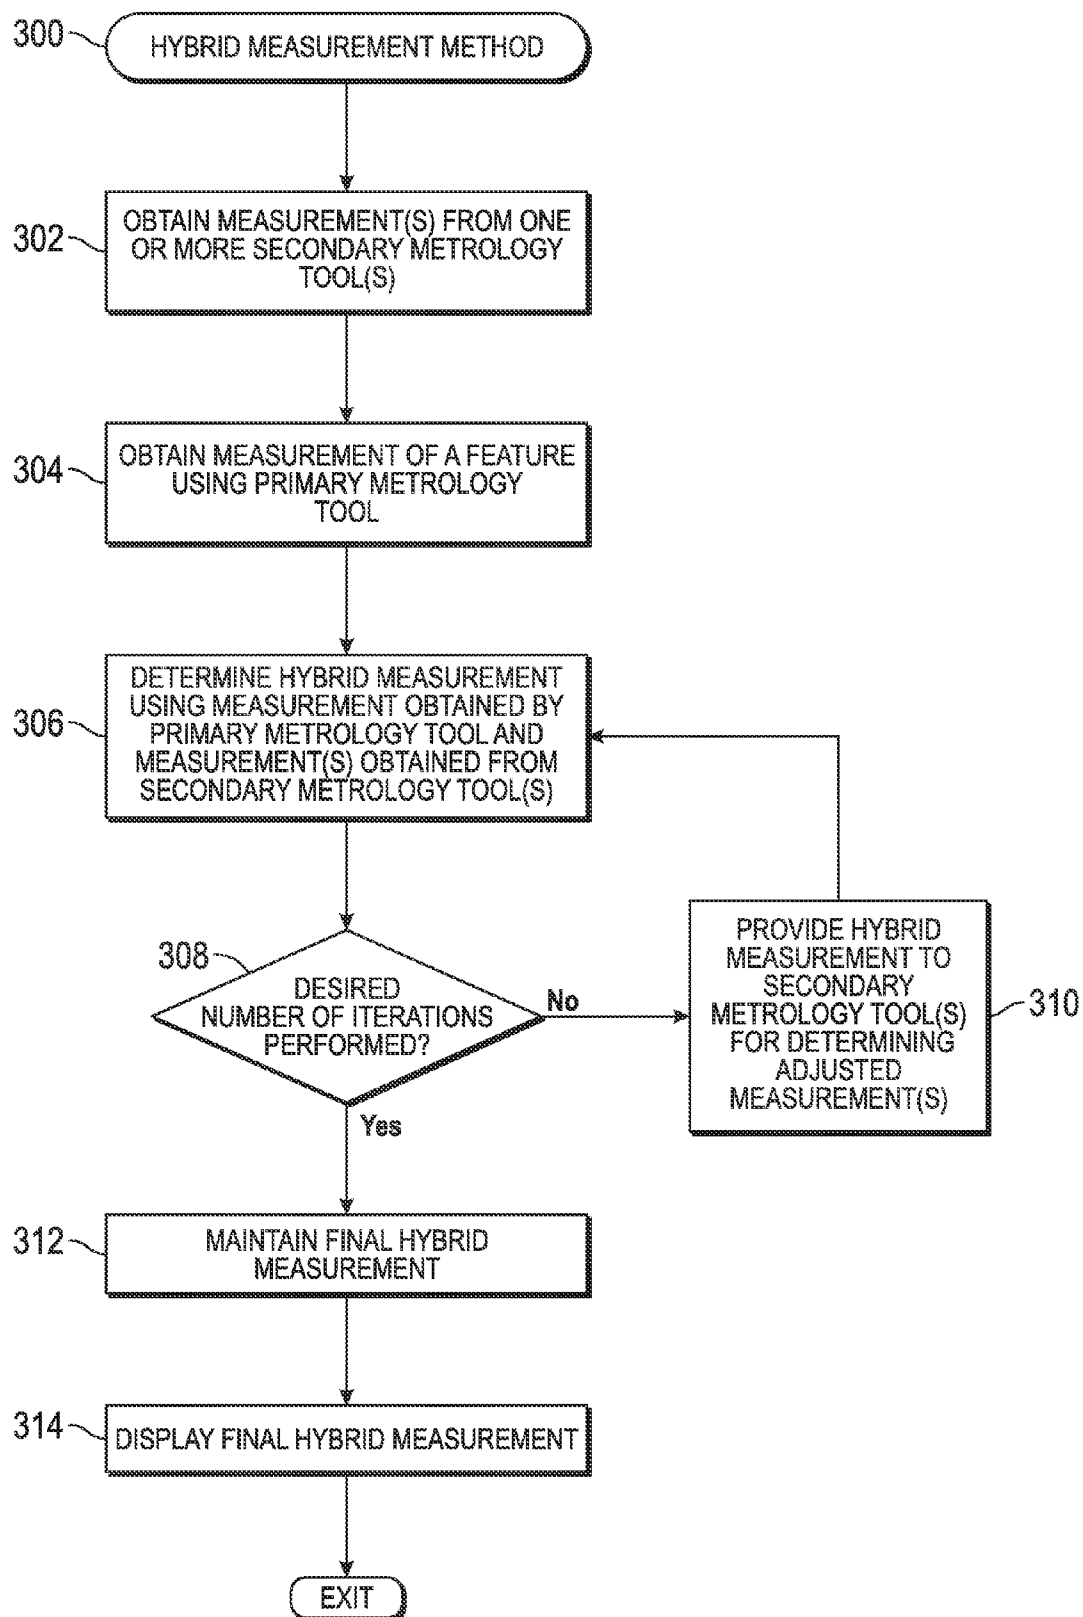 300
HYBRID MEASUREMENT METHOD
302
OBTAIN MEASUREMENT(S) FROM ONE
OR MORE SECONDARY METROLOGY
TOOL(S)
304
OBTAIN MEASUREMENT OF A FEATURE
USING PRIMARY METROLOGY
TOOL
306
DETERMINE HYBRID MEASUREMENT
USING MEASUREMENT OBTAINED BY
PRIMARY METROLOGY TOOL AND
MEASUREMENT(S) OBTAINED FROM
SECONDARY METROLOGY TOOL(S)
308
DESIRED
NUMBER OF ITERATIONS
PERFORMED?
No
PROVIDE HYBRID
MEASUREMENT TO
SECONDARY
METROLOGY TOOL(S)
FOR DETERMINING
ADJUSTED
MEASUREMENT(S)
310
Yes
312
MAINTAIN FINAL HYBRID
MEASUREMENT
314
DISPLAY FINAL HYBRID MEASUREMENT
EXIT